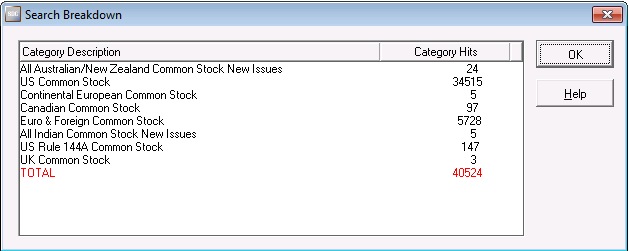 Search Breakdown
Category Description Category Hits
All Australian/New Zealand Common Stock New Issues 24
US Common Stock 34515
Continental European Common Stock 5
Canadian Common Stock 97
Euro & Foreign Common Stock 5728
All Indian Common Stock New Issues 5
US Rule 144A Common Stock 147
UK Common Stock 3
TOTAL 40524
OK
Help